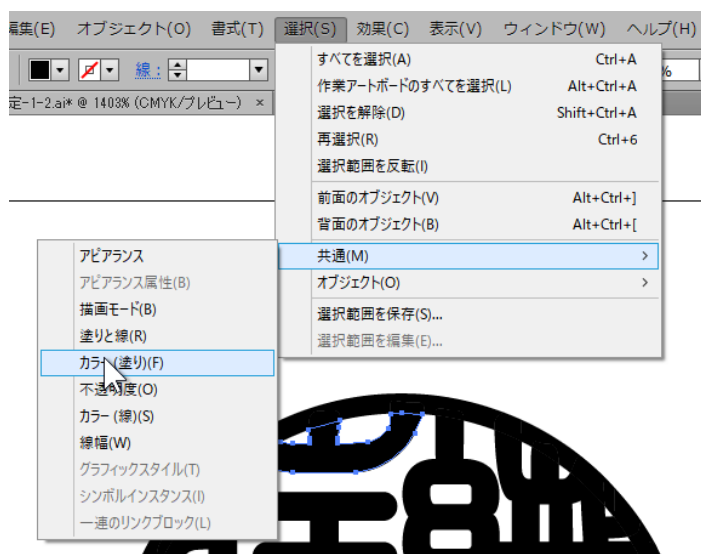 編集(E) オブジェクト(O) 書式(T) 選択(S) 効果(C) 表示(V) ウィンドウ(W) ヘルプ(H)
線: %
定-1-2.ai* @ 1403% (CMYK/プレビュー) ×
すべてを選択(A) Ctrl+A
作業アートボードのすべてを選択(L) Alt+Ctrl+A
選択を解除(D) Shift+Ctrl+A
再選択(R) Ctrl+6
選択範囲を反転(I)
前面のオブジェクト(V) Alt+Ctrl+]
背面のオブジェクト(B) Alt+Ctrl+[
共通(M)
オブジェクト(O)
選択範囲を保存(S)...
選択範囲を編集(E)...
アピアランス
アピアランス属性(B)
描画モード(B)
塗りと線(R)
カラー (塗り)(F)
不透明度(O)
カラー (線)(S)
線幅(W)
グラフィックスタイル(T)
シンボルインスタンス(I)
一連のリンクブロック(L)